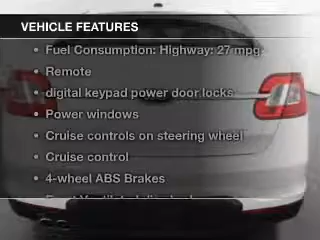 VEHICLE FEATURES
• Fuel Consumption: Highway: 27 mpg
• Remote
• digital keypad power door locks
• Power windows
• Cruise controls on steering wheel
• Cruise control
• 4-wheel ABS Brakes